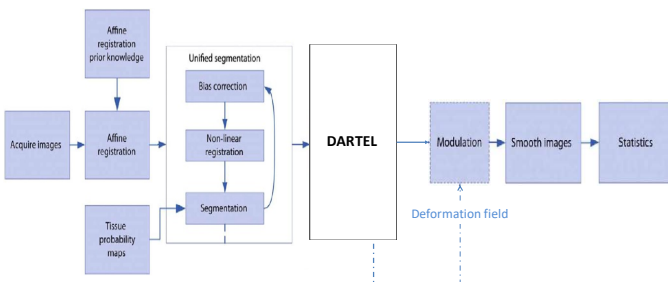 Affine
registration
prior knowledge
Unified segmentation
Bias correction
Acquire images
Affine
registration
Non-linear
registration
DARTEL
Modulation
Smooth images
Statistics
Segmentation
Tissue
probability
maps
Deformation field